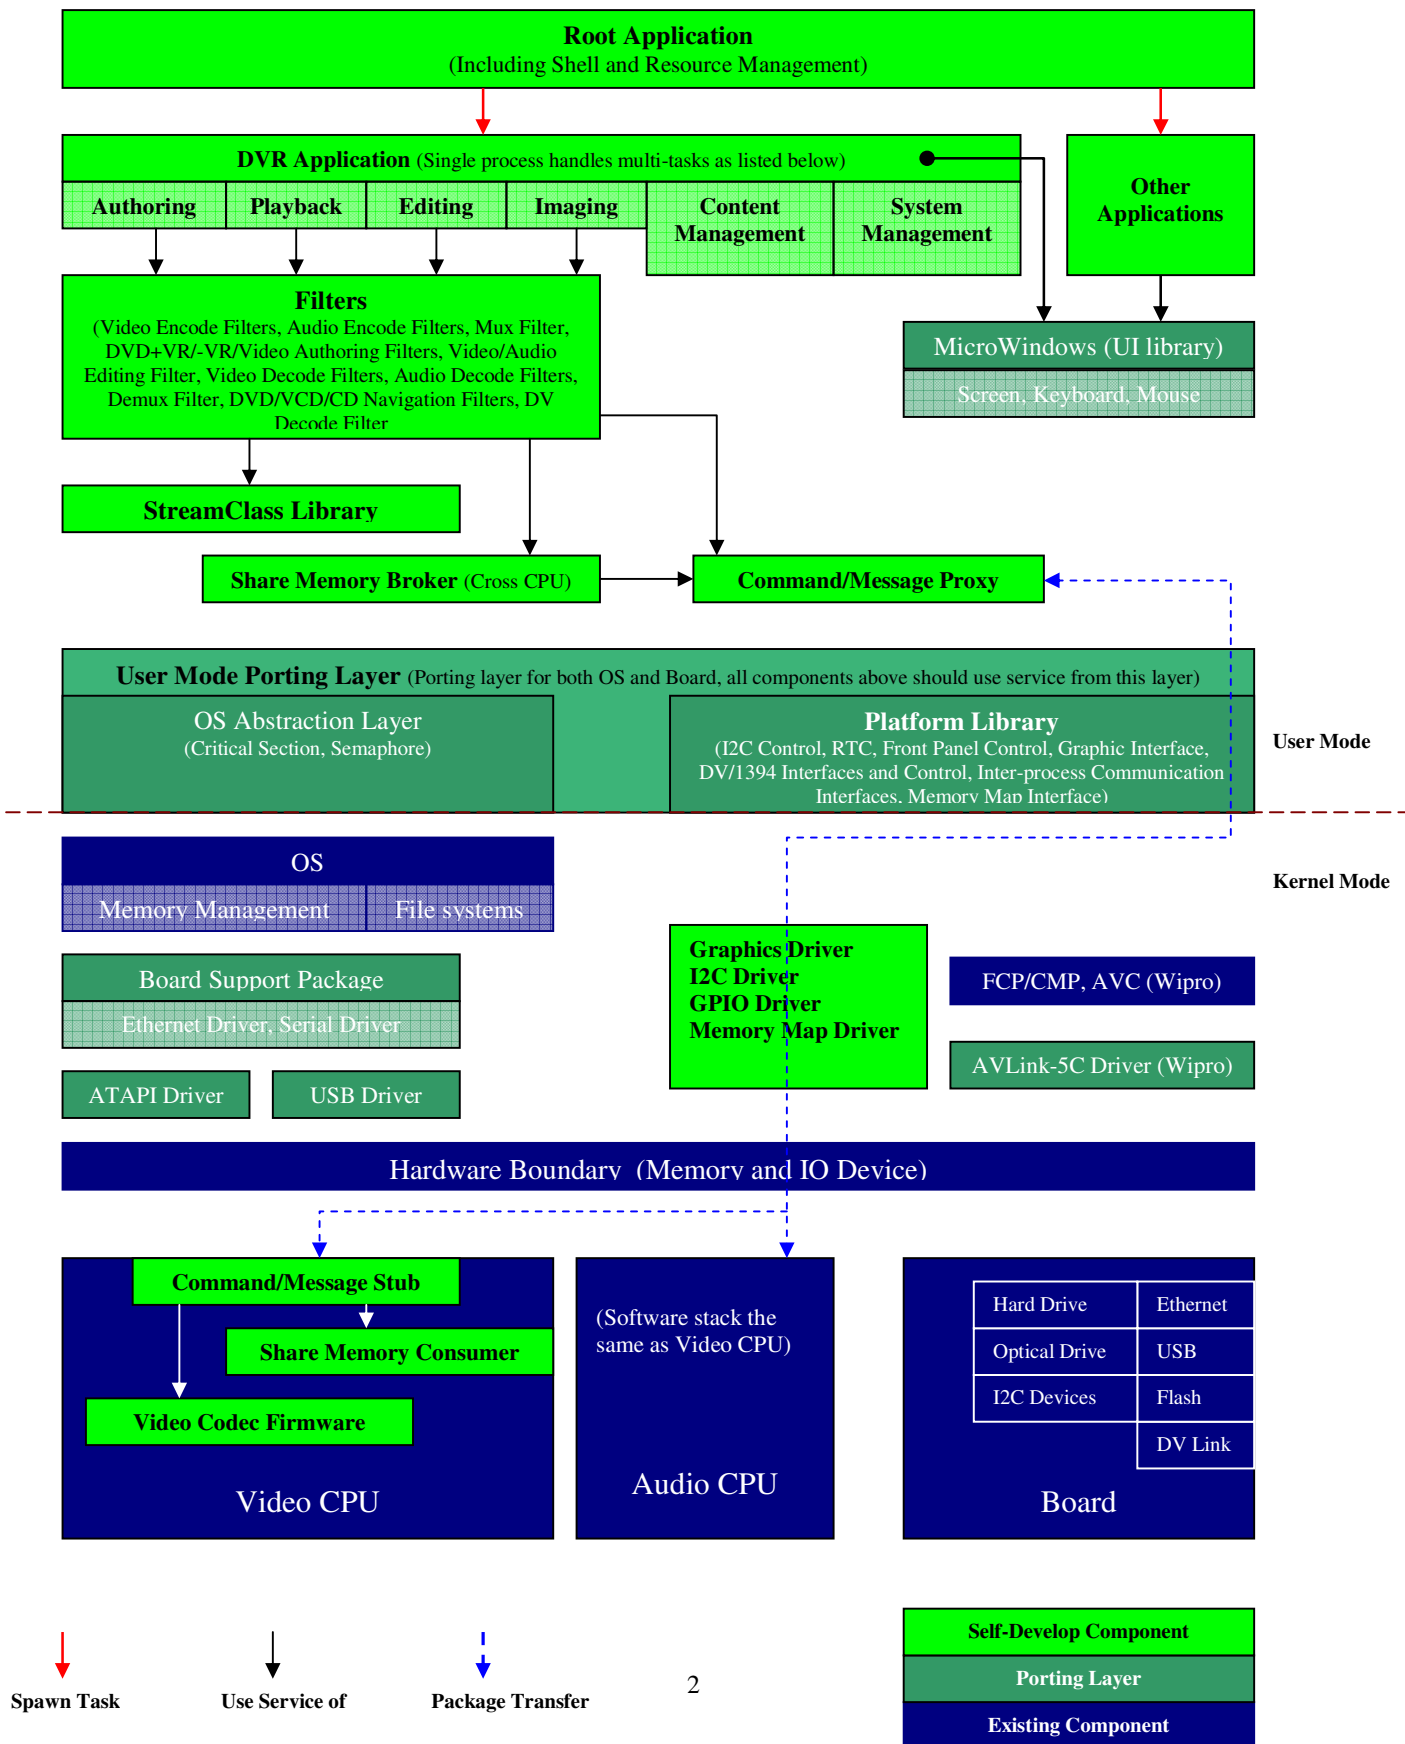 Root Application
(Including Shell and Resource Management)
DVR Application (Single process handles multi-tasks as listed below)
Authoring
Playback
Editing
Imaging
Content
Management
System
Management
Other
Applications
Filters
(Video Encode Filters, Audio Encode Filters, Mux Filter,
DVD+VR/-VR/Video Authoring Filters, Video/Audio
Editing Filter, Video Decode Filters, Audio Decode Filters,
Demux Filter, DVD/VCD/CD Navigation Filters, DV
Decode Filter
MicroWindows (UI library)
Screen, Keyboard, Mouse
StreamClass Library
Share Memory Broker (Cross CPU)
Command/Message Proxy
User Mode Porting Layer (Porting layer for both OS and Board, all components above should use service from this layer)
OS Abstraction Layer
(Critical Section, Semaphore)
Platform Library
(I2C Control, RTC, Front Panel Control, Graphic Interface,
DV/1394 Interfaces and Control, Inter-process Communication
Interfaces, Memory Map Interface)
User Mode
Kernel Mode
OS
Memory Management
File systems
Board Support Package
Ethernet Driver, Serial Driver
ATAPI Driver
USB Driver
Graphics Driver
I2C Driver
GPIO Driver
Memory Map Driver
FCP/CMP, AVC (Wipro)
AVLink-5C Driver (Wipro)
Hardware Boundary (Memory and IO Device)
Command/Message Stub
Share Memory Consumer
Video Codec Firmware
Video CPU
(Software stack the
same as Video CPU)
Audio CPU
Hard Drive
Ethernet
Optical Drive
USB
I2C Devices
Flash
DV Link
Board
Spawn Task
Use Service of
Package Transfer
2
Self-Develop Component
Porting Layer
Existing Component